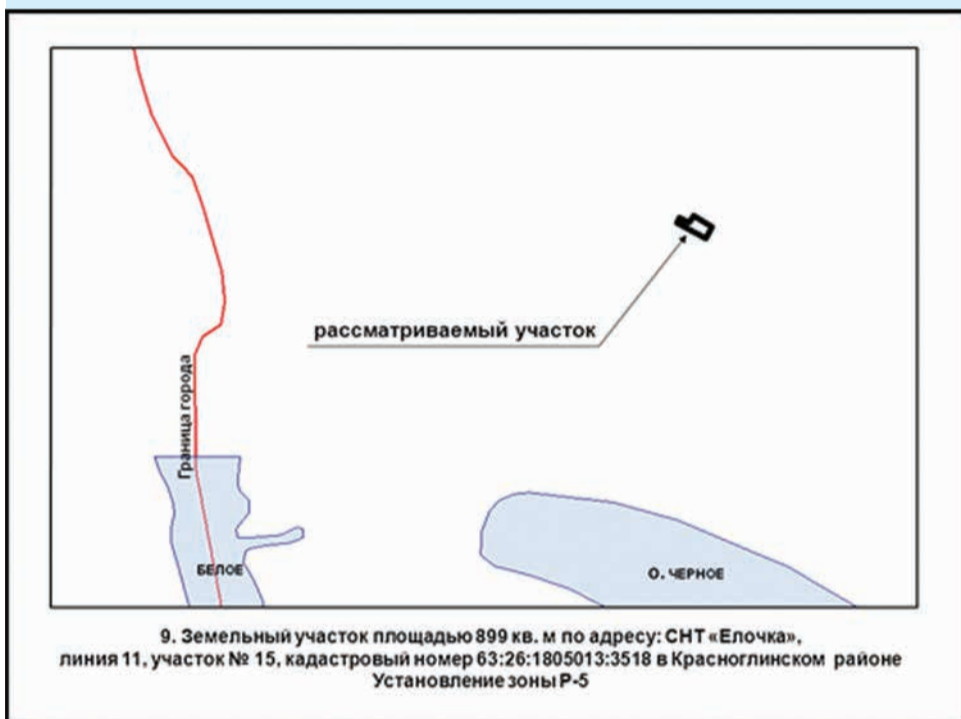 рассматриваемый участок
Граница города
БЕЛОЕ
О. ЧЕРНОЕ
9. Земельный участок площадью 899 кв. м по адресу: СНТ «Елочка»,
линия 11, участок № 15, кадастровый номер 63:26:1805013:3518 в Красноглинском районе
Установление зоны Р-5